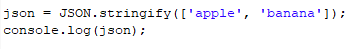 json = JSON.stringify(['apple', 'banana']);
console.log(json);